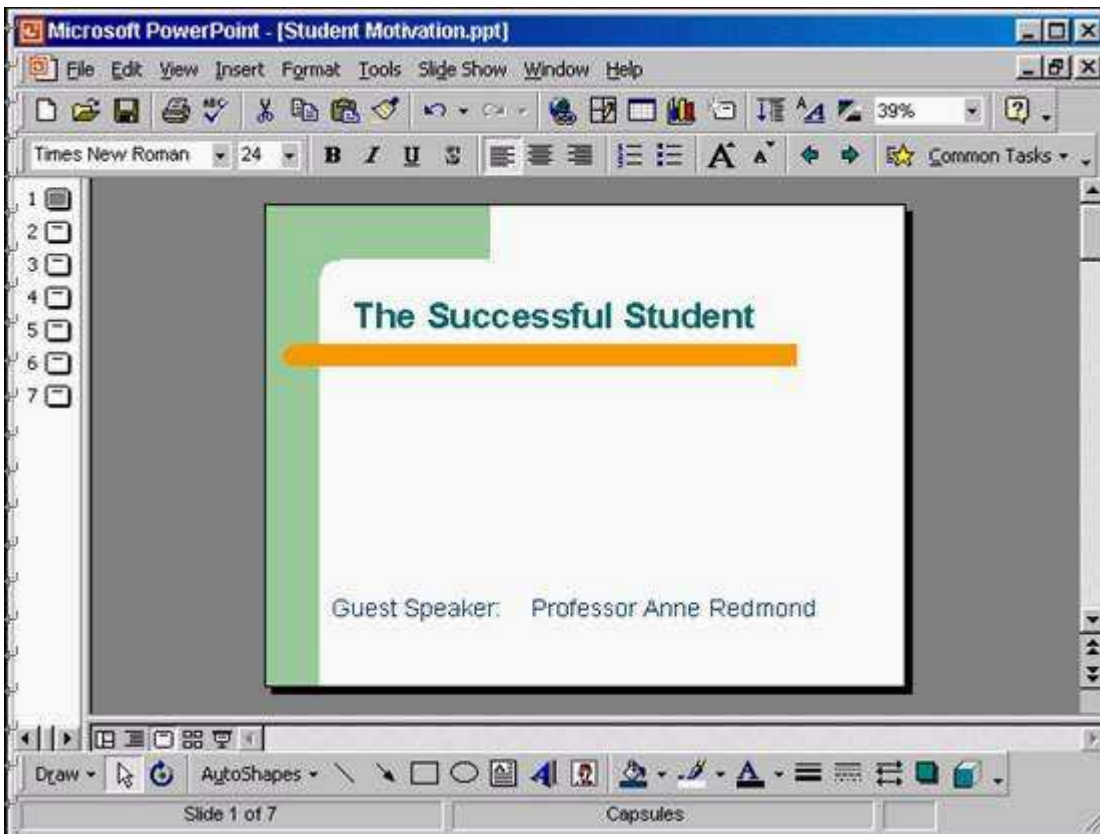 Microsoft PowerPoint - [Student Motivation.ppt]
File Edit View Insert Format Tools Slide Show Window Help
39%
Times New Roman 24 B I U S A A Common Tasks
1
2
3
4
5
6
7
The Successful Student
Guest Speaker: Professor Anne Redmond
Draw AutoShapes A A
Slide 1 of 7 Capsules